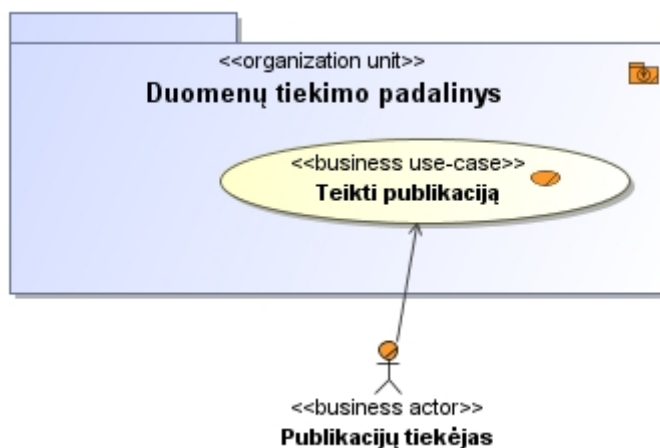 <<organization unit>>
Duomenų tiekimo padalinys
<<business use-case>>
Teikti publikaciją
<<business actor>>
Publikacijų tiekėjas